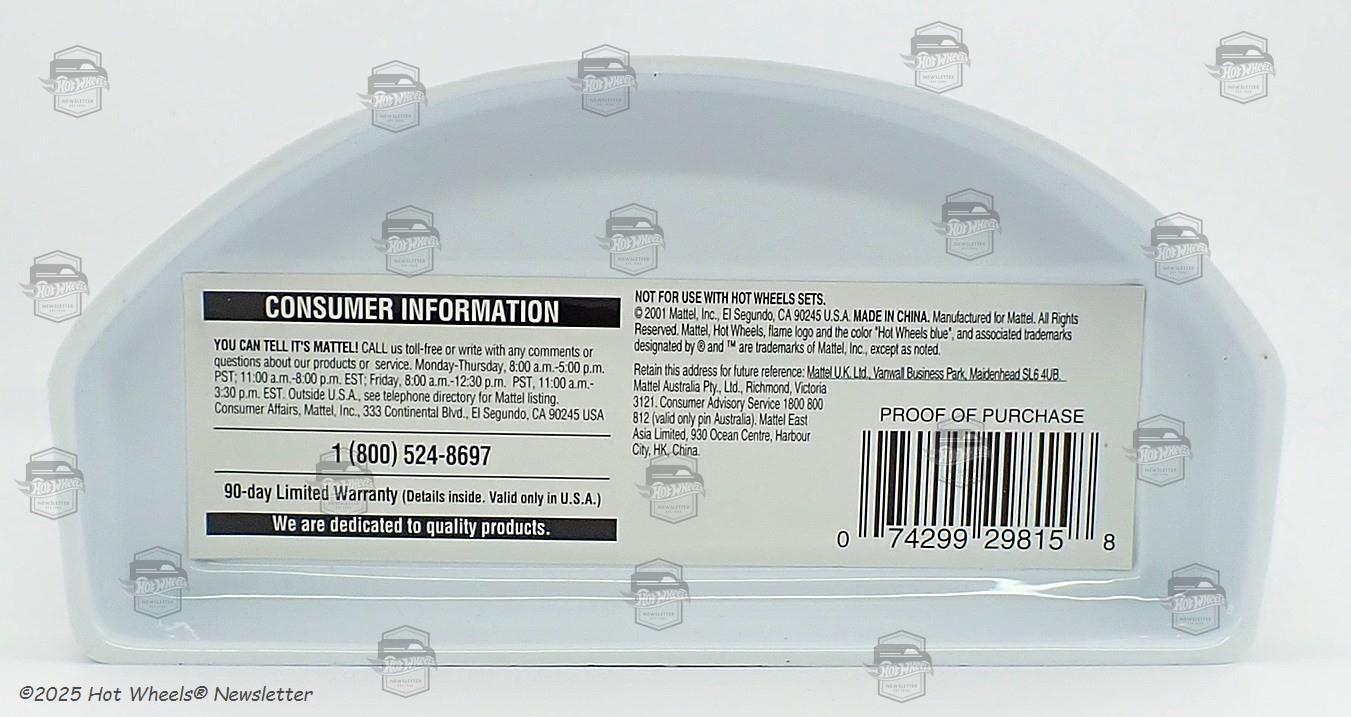 CONSUMER INFORMATION
YOU CAN TELL IT'S MATTEL! CALL us toll-free or write with any comments or
questions about our products or service. Monday-Thursday, 8:00 a.m.-5:00 p.m.
PST; 11:00 a.m.-8:00 p.m. EST; Friday, 8:00 a.m.-12:30 p.m. PST, 11:00 a.m.-
3:30 p.m. EST. Outside U.S.A., see telephone directory for Mattel listing.
Consumer Affairs, Mattel, Inc., 333 Continental Blvd., El Segundo, CA 90245 USA
1 (800) 524-8697
90-day Limited Warranty (Details inside. Valid only in U.S.A.)
We are dedicated to quality products.
NOT FOR USE WITH HOT WHEELS SETS.
© 2001 Mattel, Inc., El Segundo, CA 90245 U.S.A. MADE IN CHINA. Manufactured for Mattel. All Rights
Reserved. Mattel, Hot Wheels, flame logo and the color "Hot Wheels blue", and associated trademarks
designated by ® and ™ are trademarks of Mattel, Inc., except as noted.
Retain this address for future reference: Mattel U.K. Ltd., Vanwall Business Park, Maidenhead SL6 4UB.
Mattel Australia Pty., Ltd., Richmond, Victoria
3121. Consumer Advisory Service 1800 800
812 (valid only pin Australia). Mattel East
Asia Limited, 930 Ocean Centre, Harbour
City, HK, China.
PROOF OF PURCHASE
0 74299 29815 8
©2025 Hot Wheels® Newsletter